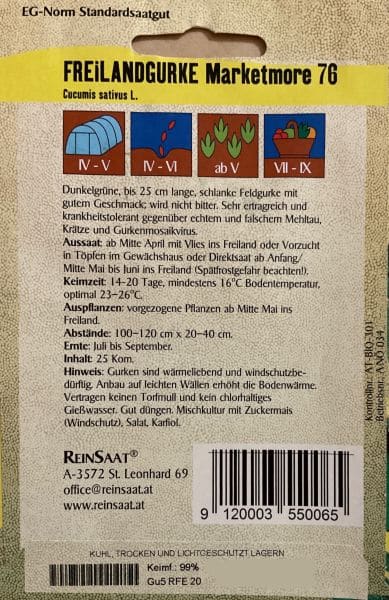 EG-Norm Standardsaatgut
FREiLANDGURKE Marketmore 76
Cucumis sativus L.
IV - V
IV - VI
ab V
VII - IX
Dunkelgrüne, bis 25 cm lange, schlanke Feldgurke mit
gutem Geschmack; wird nicht bitter. Sehr ertragreich und
krankheitstolerant gegenüber echtem und falschem Mehltau,
Krätze und Gurkenmosaikvirus.
Aussaat: ab Mitte April mit Vlies ins Freiland oder Vorzucht
in Töpfen im Gewächshaus oder Direktsaat ab Anfang/
Mitte Mai bis Juni ins Freiland (Spätfrostgefahr beachten!).
Keimzeit: 14-20 Tage, mindestens 16°C Bodentemperatur,
optimal 23-26°C.
Auspflanzen: vorgezogene Pflanzen ab Mitte Mai ins
Freiland.
Abstände: 100-120 cm x 20-40 cm.
Ernte: Juli bis September.
Inhalt: 25 Korn.
Hinweis: Gurken sind wärmeliebend und windschutzbe-
dürftig. Anbau auf leichten Wällen erhöht die Bodenwärme.
Vertragen keinen Torfmull und kein chlorhaltiges
Gießwasser. Gut düngen. Mischkultur mit Zuckermais
(Windschutz), Salat, Karfiol.
Kontrollnr.: AT-BIO-301
Betriebsnr.: A NÖ-034
REINSAAT®
A-3572 St. Leonhard 69
office@reinsaat.at
www.reinsaat.at
9 120003 550065
KÜHL, TROCKEN UND LICHTGESCHÜTZT LAGERN
Keimf.: 99%
Gu5 RFE 20